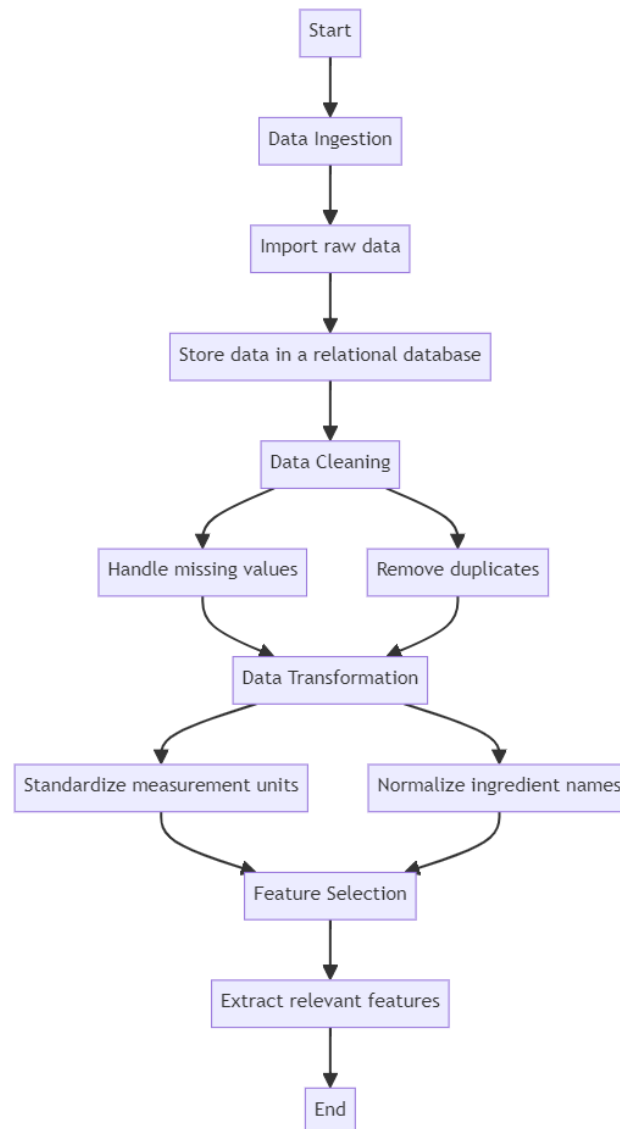 Start
Data Ingestion
Import raw data
Store data in a relational database
Data Cleaning
Handle missing values
Remove duplicates
Data Transformation
Standardize measurement units
Normalize ingredient names
Feature Selection
Extract relevant features
End